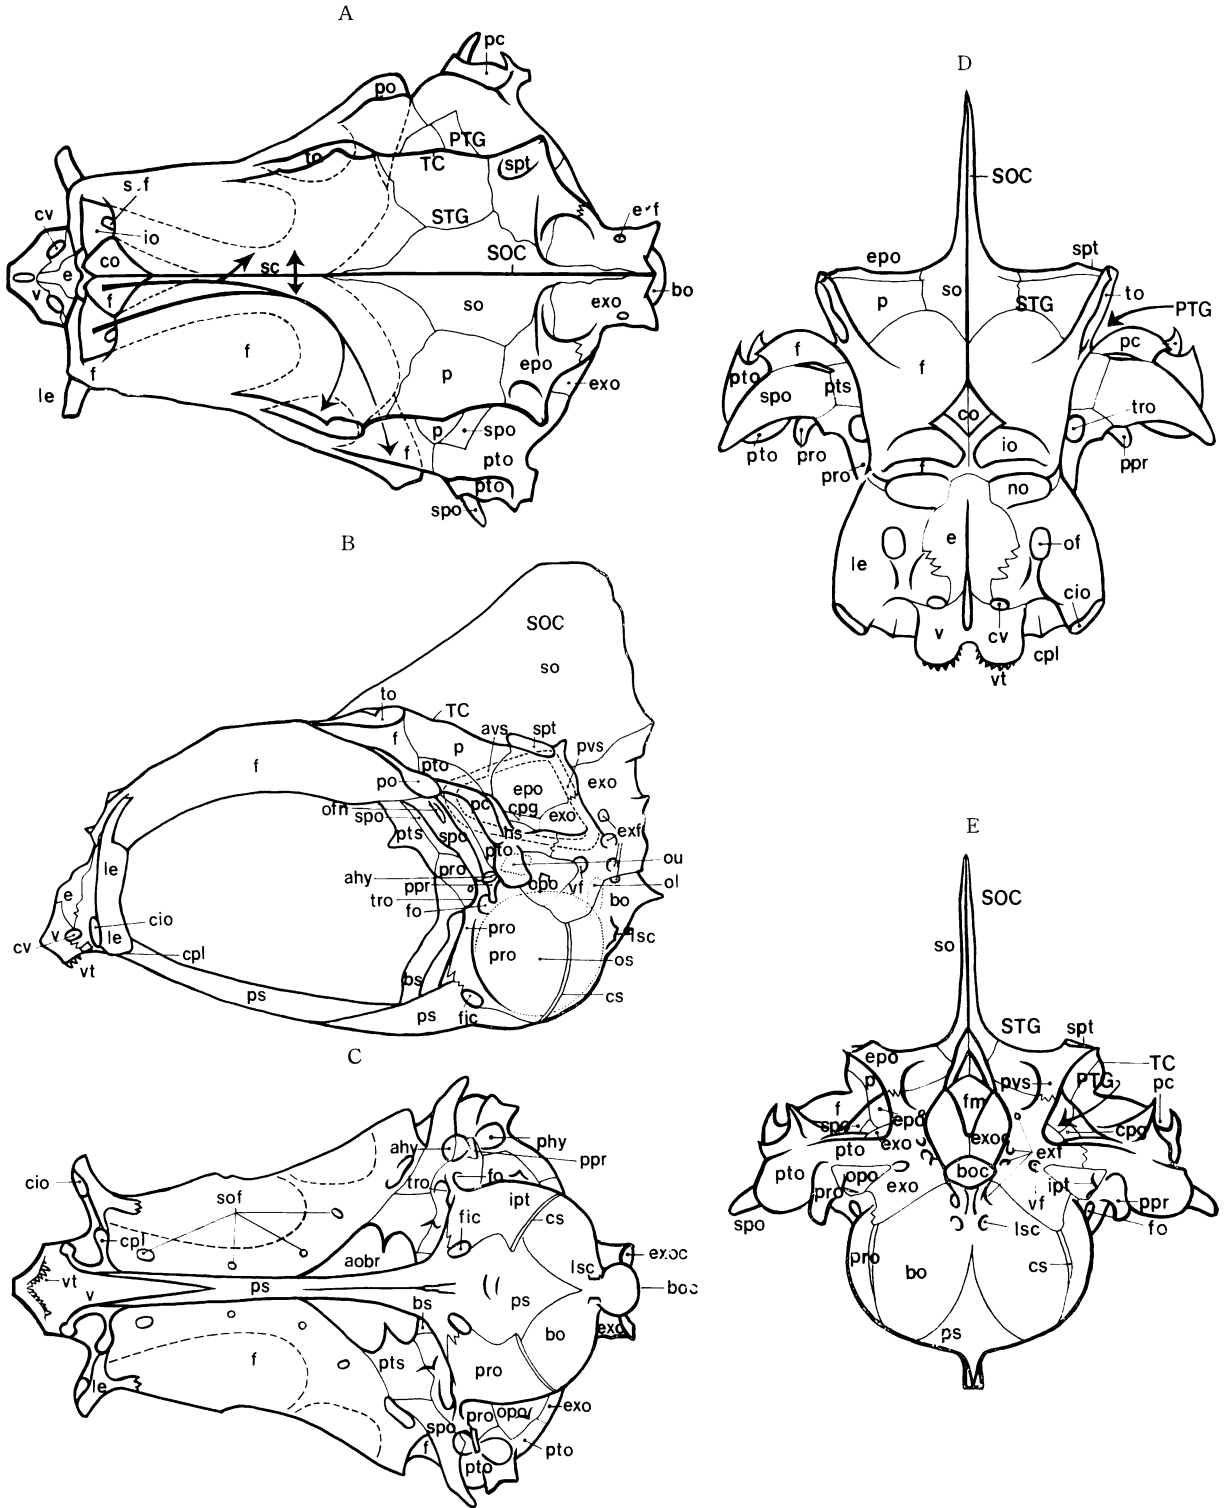 A
pc
po
PTG
to
TC
spt
s.f
cv
io
STG
exf
SOC
co
sc
e
v
f
so
exo
bo
f
p
epo
exo
f
le
p
spo
f
pto
pto
spo
B
SOC
so
to
TC
avs
spt
f
p
pvs
f
pto
po
epo
exo
pc
cpg
ofn
spo
exo
pts
spo
hs
exf
pto
le
pro
ou
ahy
opo
vf
ol
ppr
e
tro
bo
fo
cio
pro
lsc
cv
v
le
pro
os
vt
cpl
bs
ps
cs
ps
fic
C
ahy
phy
ppr
cio
tro
fo
sof
ipt
fic
cs
cpl
aobr
exoc
lsc
vt
ps
boc
v
ps
bs
bo
exo
f
pts
pro
le
pro
opo
exo
spo
f
pto
pto
D
SOC
epo
spt
so
p
STG
to
PTG
f
pc
f
pto
pts
spo
co
tro
io
pto
pro
ppr
pro
f
no
e
of
le
cio
v
cv
cpl
vt
E
SOC
so
STG
spt
epo
TC
p
pvs
PTG
pc
fm
f
epo
spo
cpg
exo
exoc
pto
exf
boc
pto
opo
ipt
exo
pro
vf
ppr
spo
lsc
fo
pro
bo
cs
ps